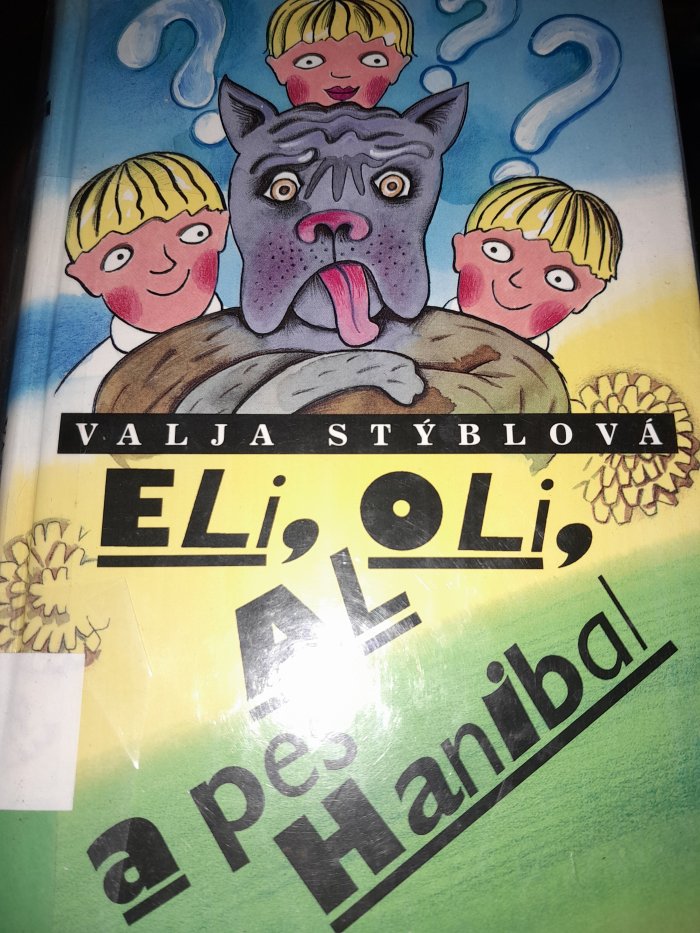 VALJA STÝBLOVÁ
ELi, OLi,
AL
a pes
Hanibal